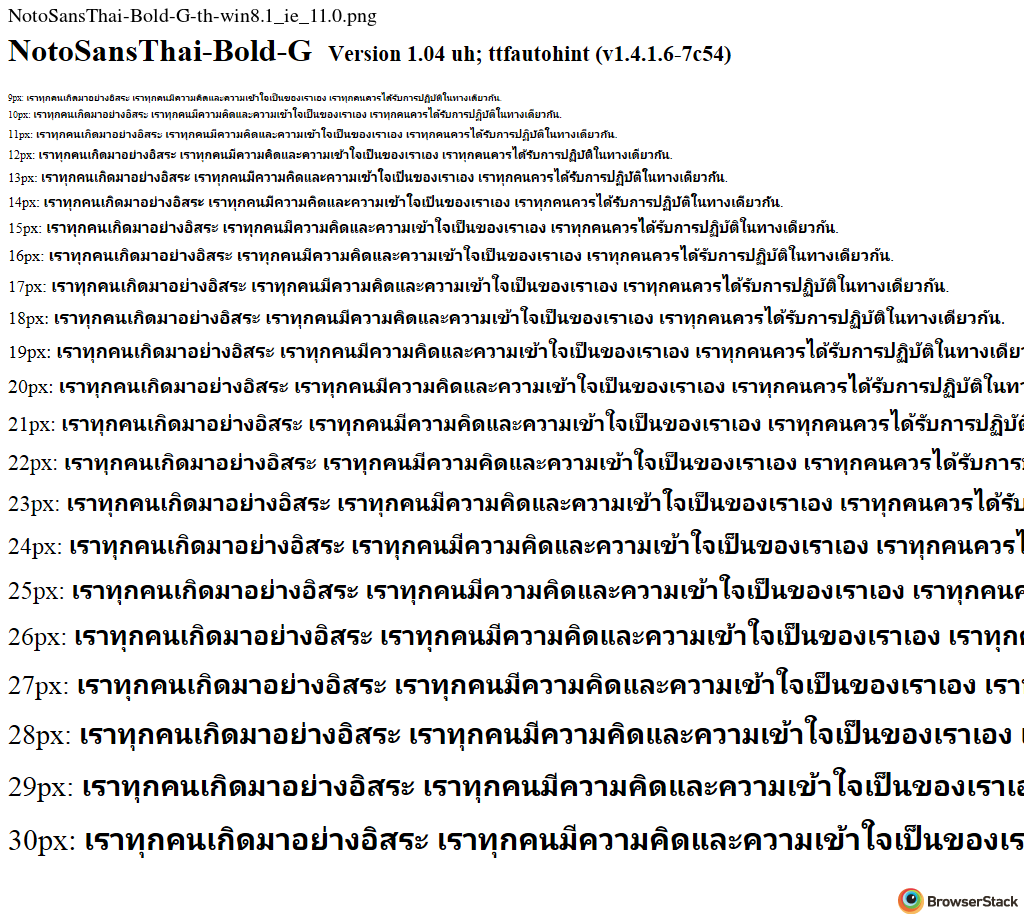 NotoSansThai-Bold-G-th-win8.1_ie_11.0.png
NotoSansThai-Bold-G Version 1.04 uh; ttfautohint (v1.4.1.6-7c54)
9px: เราทุกคนเกิดมาอย่างอิสระ เราทุกคนมีความคิดและความเข้าใจเป็นของเราเอง เราทุกคนควรได้รับการปฏิบัติในทางเดียวกัน.
10px: เราทุกคนเกิดมาอย่างอิสระ เราทุกคนมีความคิดและความเข้าใจเป็นของเราเอง เราทุกคนควรได้รับการปฏิบัติในทางเดียวกัน.
11px: เราทุกคนเกิดมาอย่างอิสระ เราทุกคนมีความคิดและความเข้าใจเป็นของเราเอง เราทุกคนควรได้รับการปฏิบัติในทางเดียวกัน.
12px: เราทุกคนเกิดมาอย่างอิสระ เราทุกคนมีความคิดและความเข้าใจเป็นของเราเอง เราทุกคนควรได้รับการปฏิบัติในทางเดียวกัน.
13px: เราทุกคนเกิดมาอย่างอิสระ เราทุกคนมีความคิดและความเข้าใจเป็นของเราเอง เราทุกคนควรได้รับการปฏิบัติในทางเดียวกัน.
14px: เราทุกคนเกิดมาอย่างอิสระ เราทุกคนมีความคิดและความเข้าใจเป็นของเราเอง เราทุกคนควรได้รับการปฏิบัติในทางเดียวกัน.
15px: เราทุกคนเกิดมาอย่างอิสระ เราทุกคนมีความคิดและความเข้าใจเป็นของเราเอง เราทุกคนควรได้รับการปฏิบัติในทางเดียวกัน.
16px: เราทุกคนเกิดมาอย่างอิสระ เราทุกคนมีความคิดและความเข้าใจเป็นของเราเอง เราทุกคนควรได้รับการปฏิบัติในทางเดียวกัน.
17px: เราทุกคนเกิดมาอย่างอิสระ เราทุกคนมีความคิดและความเข้าใจเป็นของเราเอง เราทุกคนควรได้รับการปฏิบัติในทางเดียวกัน.
18px: เราทุกคนเกิดมาอย่างอิสระ เราทุกคนมีความคิดและความเข้าใจเป็นของเราเอง เราทุกคนควรได้รับการปฏิบัติในทางเดียวกัน.
19px: เราทุกคนเกิดมาอย่างอิสระ เราทุกคนมีความคิดและความเข้าใจเป็นของเราเอง เราทุกคนควรได้รับการปฏิบัติในทางเดีย
20px: เราทุกคนเกิดมาอย่างอิสระ เราทุกคนมีความคิดและความเข้าใจเป็นของเราเอง เราทุกคนควรได้รับการปฏิบัติในทา
21px: เราทุกคนเกิดมาอย่างอิสระ เราทุกคนมีความคิดและความเข้าใจเป็นของเราเอง เราทุกคนควรได้รับการปฏิบัติ
22px: เราทุกคนเกิดมาอย่างอิสระ เราทุกคนมีความคิดและความเข้าใจเป็นของเราเอง เราทุกคนควรได้รับการ
23px: เราทุกคนเกิดมาอย่างอิสระ เราทุกคนมีความคิดและความเข้าใจเป็นของเราเอง เราทุกคนควรได้รับ
24px: เราทุกคนเกิดมาอย่างอิสระ เราทุกคนมีความคิดและความเข้าใจเป็นของเราเอง เราทุกคนควรไ
25px: เราทุกคนเกิดมาอย่างอิสระ เราทุกคนมีความคิดและความเข้าใจเป็นของเราเอง เราทุกคนค
26px: เราทุกคนเกิดมาอย่างอิสระ เราทุกคนมีความคิดและความเข้าใจเป็นของเราเอง เราทุกค
27px: เราทุกคนเกิดมาอย่างอิสระ เราทุกคนมีความคิดและความเข้าใจเป็นของเราเอง เรา
28px: เราทุกคนเกิดมาอย่างอิสระ เราทุกคนมีความคิดและความเข้าใจเป็นของเราเอง เ
29px: เราทุกคนเกิดมาอย่างอิสระ เราทุกคนมีความคิดและความเข้าใจเป็นของเราเอ
30px: เราทุกคนเกิดมาอย่างอิสระ เราทุกคนมีความคิดและความเข้าใจเป็นของเร
BrowserStack